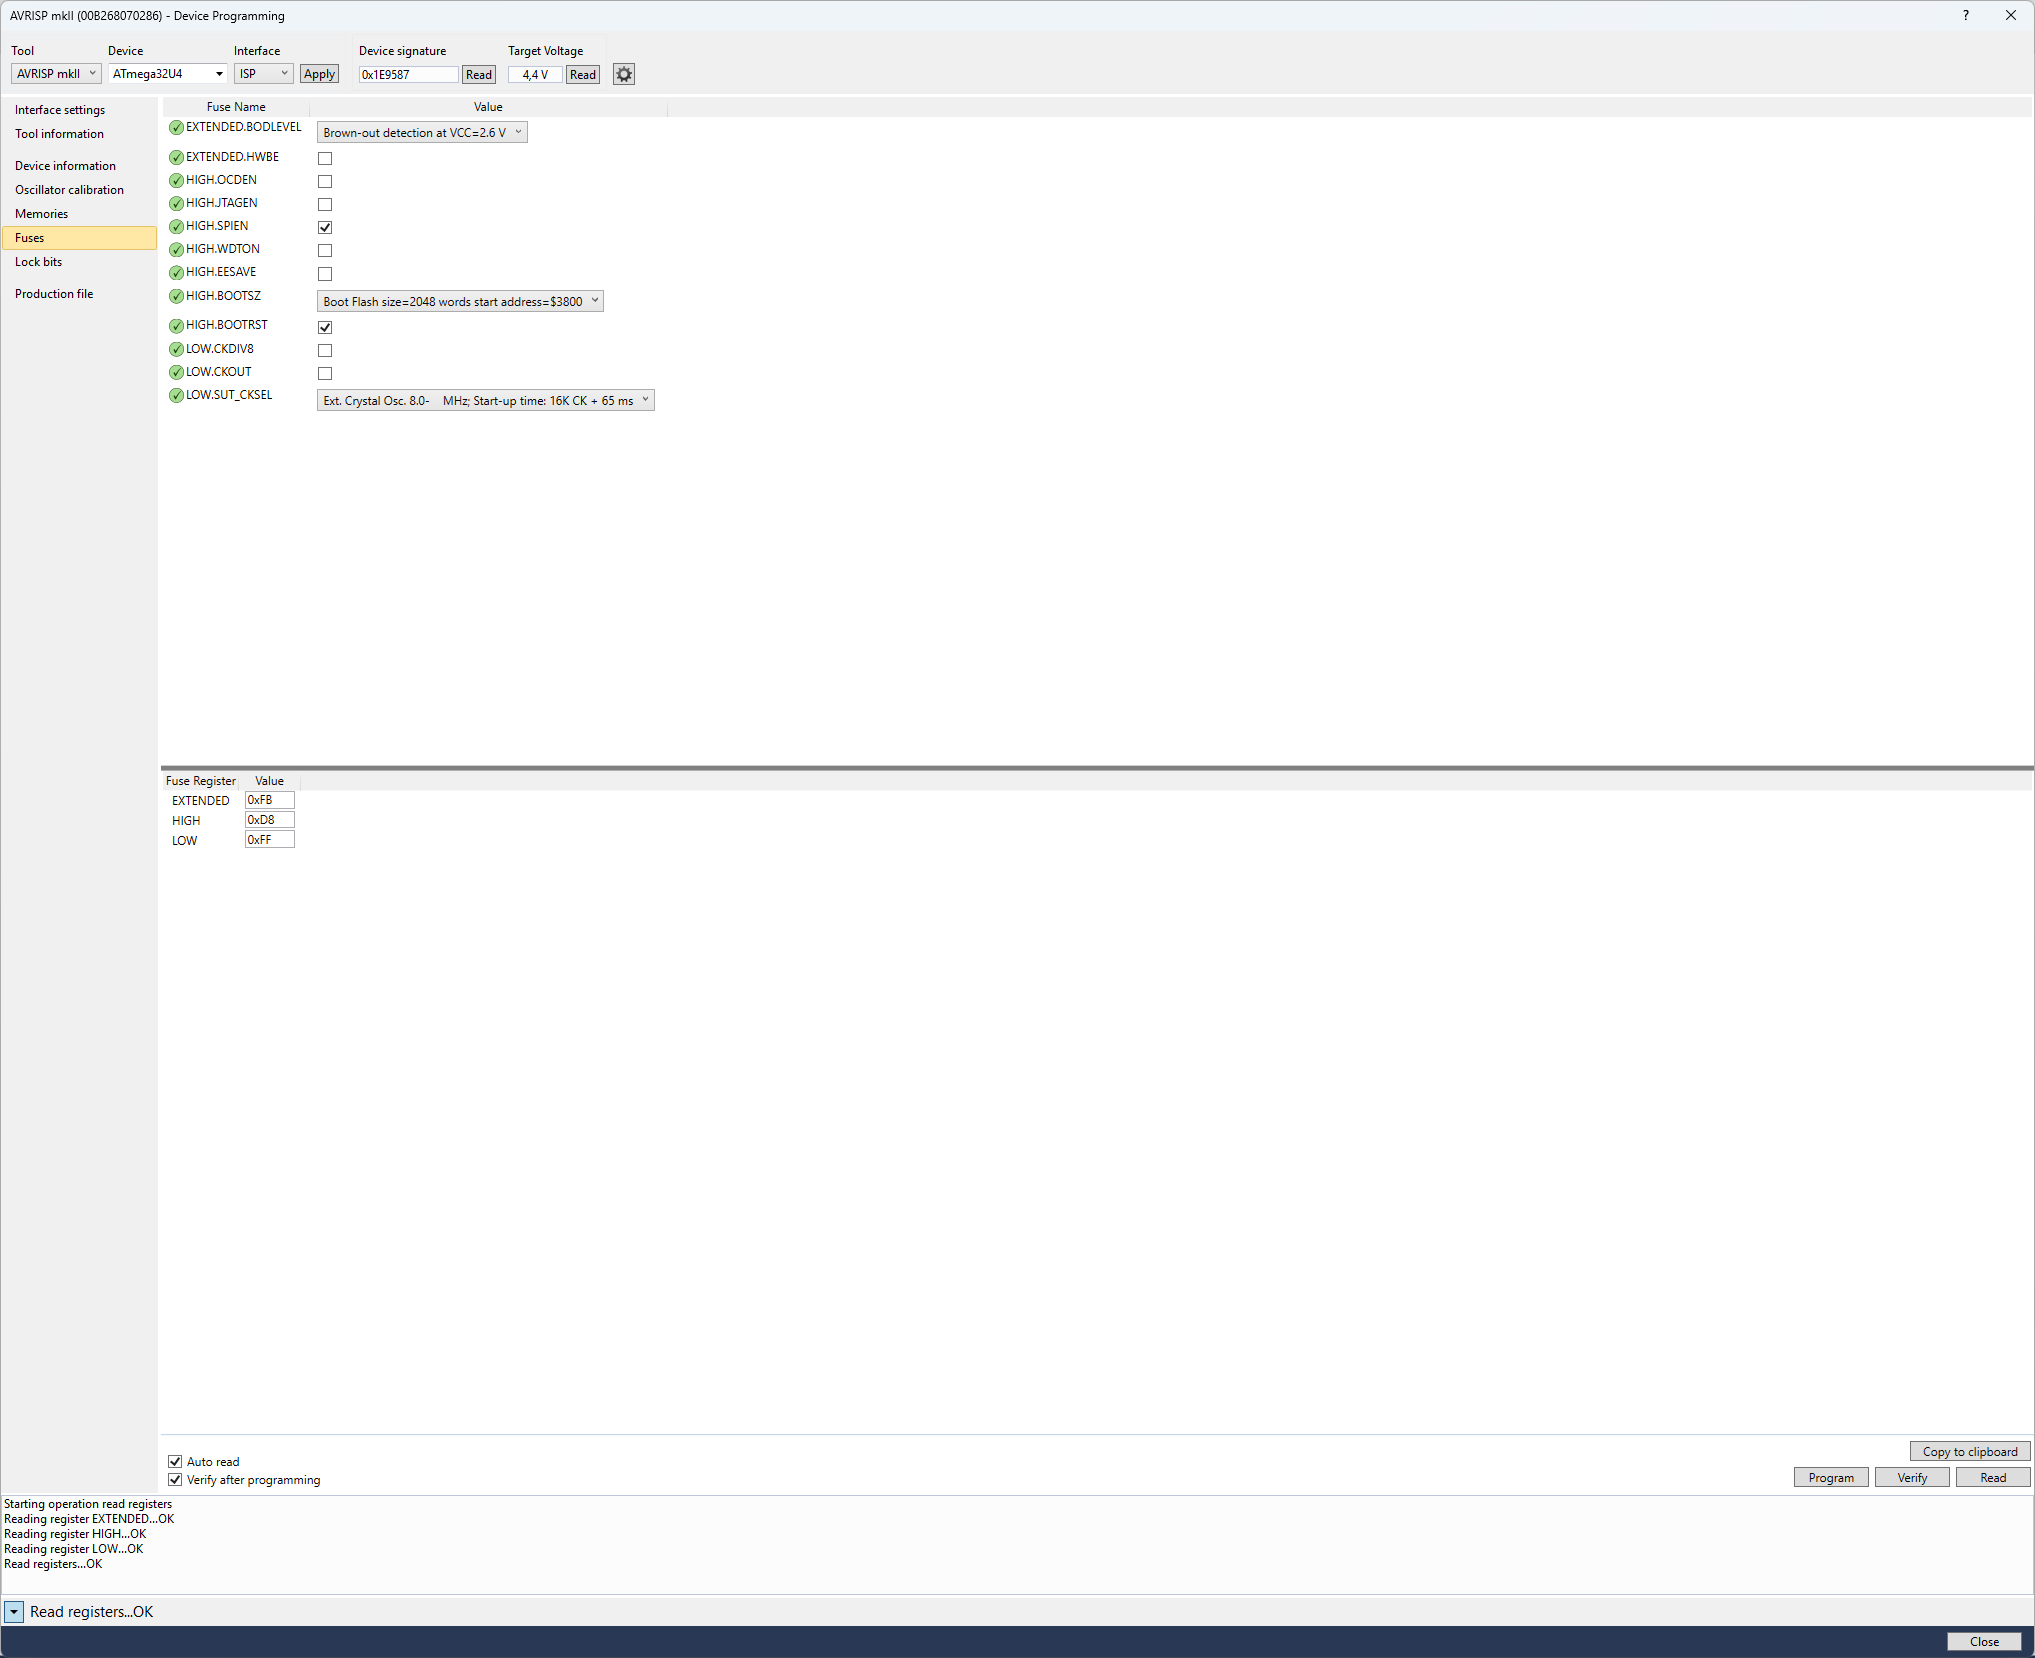 AVRISP mkII (00B268070286) - Device Programming
?
Tool Device Interface Device signature Target Voltage
AVRISP mkII ATmega32U4 ISP Apply 0x1E9587 Read 4,4 V Read
Interface settings
Tool information
Device information
Oscillator calibration
Memories
Fuses
Lock bits
Production file
Fuse Name Value
EXTENDED.BODLEVEL Brown-out detection at VCC=2.6 V
EXTENDED.HWBE
HIGH.OCDEN
HIGH.JTAGEN
HIGH.SPIEN
HIGH.WDTON
HIGH.EESAVE
HIGH.BOOTSZ Boot Flash size=2048 words start address=$3800
HIGH.BOOTRST
LOW.CKDIV8
LOW.CKOUT
LOW.SUT_CKSEL Ext. Crystal Osc. 8.0- MHz; Start-up time: 16K CK + 65 ms
Fuse Register Value
EXTENDED 0xFB
HIGH 0xD8
LOW 0xFF
Auto read
Verify after programming
Copy to clipboard
Program Verify Read
Starting operation read registers
Reading register EXTENDED...OK
Reading register HIGH...OK
Reading register LOW...OK
Read registers...OK
Read registers...OK
Close